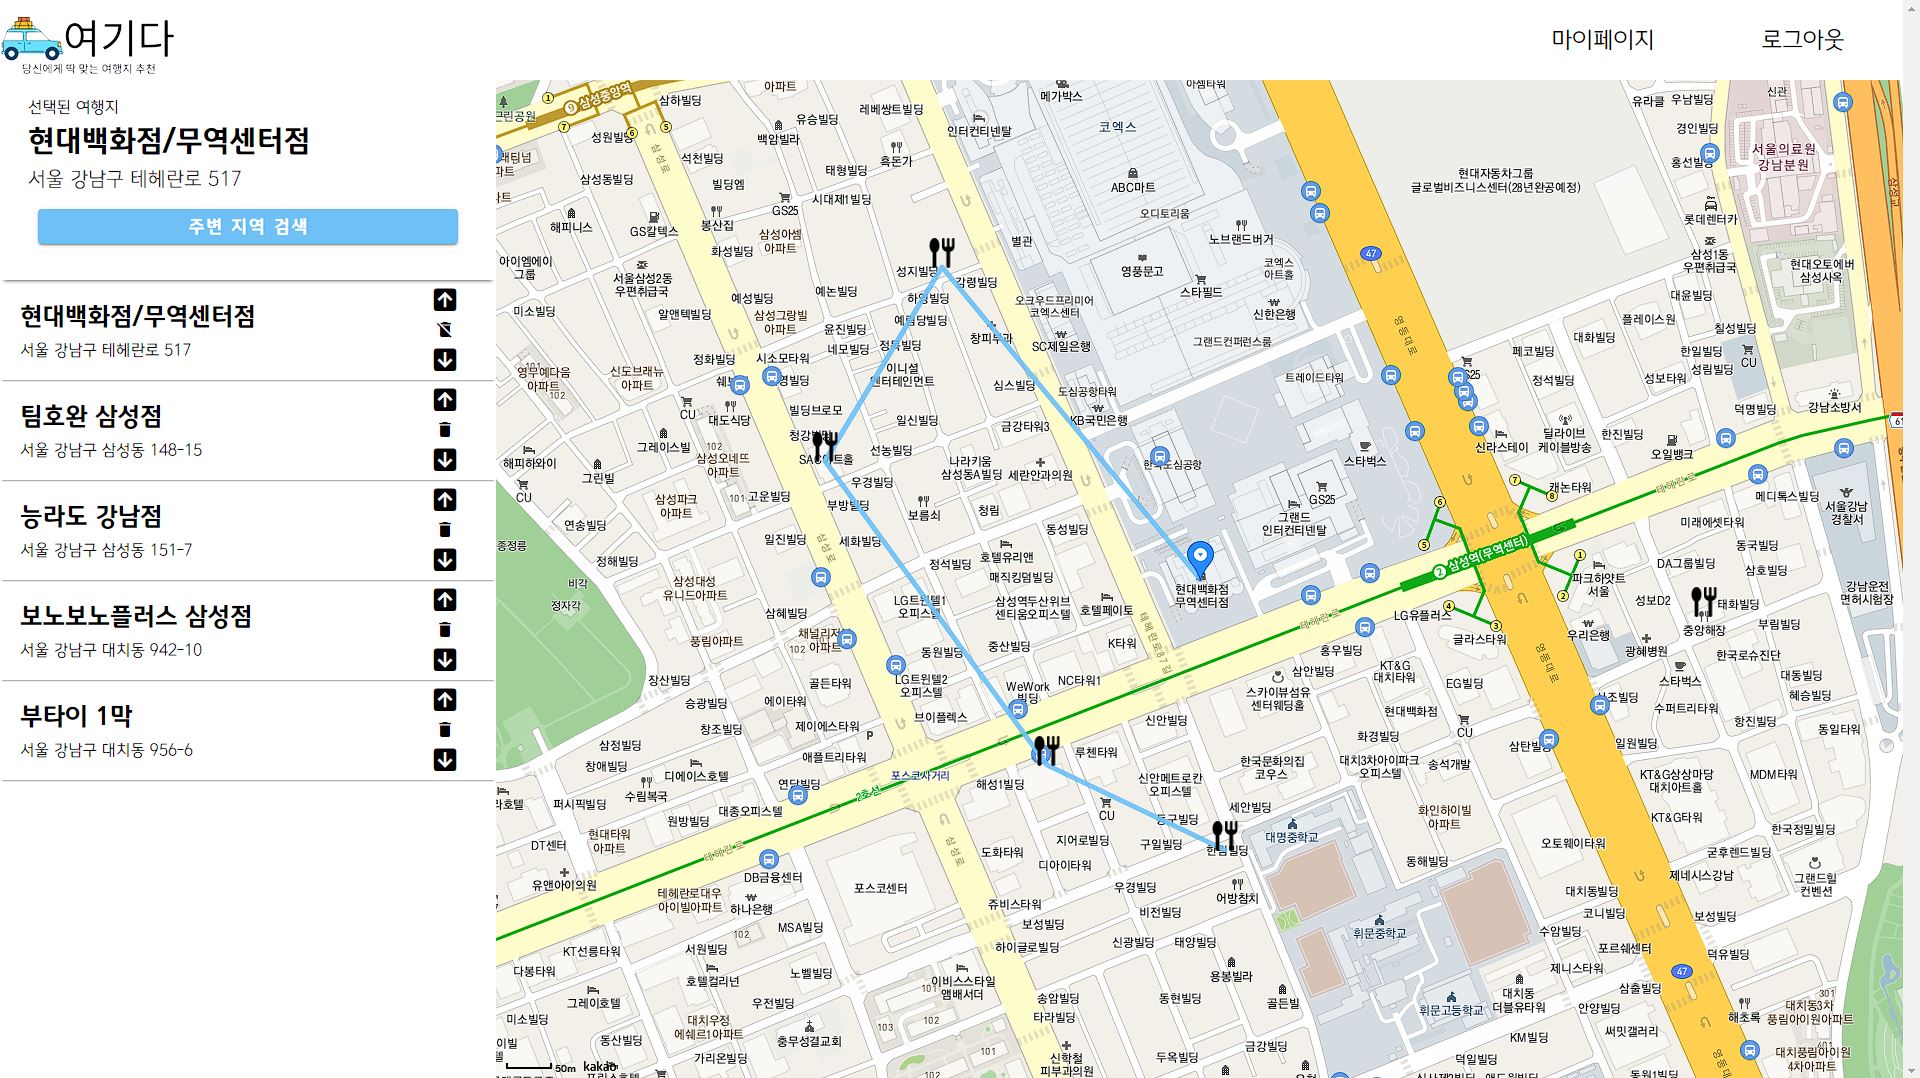 여기다
당신에게 딱 맞는 여행지 추천
마이페이지
로그아웃
선택된 여행지
현대백화점/무역센터점
서울 강남구 테헤란로 517
주변 지역 검색
현대백화점/무역센터점
서울 강남구 테헤란로 517
팀호완 삼성점
서울 강남구 삼성동 148-15
능라도 강남점
서울 강남구 삼성동 151-7
보노보노플러스 삼성점
서울 강남구 대치동 942-10
부타이 1막
서울 강남구 대치동 956-6
9 삼성중앙역
삼하빌딩
아파트
레베쌍트빌딩
유승빌딩
메가박스
아셈타워
코엑스
인터컨티넨탈
성원빌딩
백암빌라
흑돈가
석천빌딩
태형빌딩
삼성동빌딩
빌딩엠
시대제1빌딩
GS25
ABC마트
오디토리움
해피니스
GS칼텍스
봉산집
화성빌딩
삼성아셈
아파트
별관
노브랜드버거
현대자동차그룹
글로벌비즈니스센터(28년완공예정)
유라클
우남빌딩
신관
경인빌딩
서울의료원
강남분원
홍선빌딩
롯데렌터카
삼성1동
우편취급국
현대오토에버
삼성사옥
아이엠에이
그룹
서울삼성2동
우편취급국
성지빌딩
감령빌딩
영풍문고
코엑스
아트홀
스타필드
47
예성빌딩
예논빌딩
오크우드프리미어
코엑스센터
신한은행
대윤빌딩
미소빌딩
알앤텍빌딩
삼성그랑빌
아파트
윤진빌딩
창피부과
SC제일은행
그랜드컨퍼런스룸
영동대로
플레이스원
칠성빌딩
대화빌딩
네모빌딩
정화빌딩
시소모타워
이니셜
심스빌딩
도심공항타워
트레이드타워
페코빌딩
한일빌딩
CU
성림빌딩
정석빌딩
성보타워
신도브래뉴
아파트
102
CU
대도식당
빌딩브로모
일신빌딩
금강타워3
KB국민은행
덕명빌딩
강남소방서
딜라이브
케이블방송
신라스테이
한진빌딩
오일뱅크
해피하와이
그레이스빌
102
삼성오네뜨
아파트
선농빌딩
나라키움
삼성동A빌딩
세란안과의원
스타벅스
그린빌
CU
고운빌딩
우경빌딩
GS25
캐논타워
메디톡스빌딩
연송빌딩
삼성파크
아파트
101
부방빌딩
보름쇠
청림
그랜드
인터컨티넨탈
테헤란로
서울강남
경찰서
미래에셋타워
종정릉
정해빌딩
일진빌딩
세화빌딩
동성빌딩
호텔유리앤
정석빌딩
매직킹덤빌딩
2 삼성역(무역센터)
동국빌딩
DA그룹빌딩
삼호빌딩
비각
정자각
삼성대성
유니드아파트
삼성로
현대백화점
무역센터점
파크하얏트
서울
성보D2
태화빌딩
강남운전
면허시험장
LG트윈텔1
오피스텔
삼성역두산위브
센티움오피스텔
호텔페이토
삼혜빌딩
LG유플러스
중앙해장
부림빌딩
풍림아파트
K타워
글라스타워
우리은행
동원빌딩
중산빌딩
홍우빌딩
광혜병원
한국로슈진단
장산빌딩
골든타워
LG트윈텔2
오피스텔
NC타워1
삼안빌딩
KT&G
대치타워
EG빌딩
스타벅스
대동빌딩
혜승빌딩
승광빌딩
에이타워
WeWork
빌딩
스카이뷰섬유
센터웨딩홀
현대백화점
CU
수퍼트리타워
창조빌딩
제이에스타워
브이플렉스
신안빌딩
항진빌딩
동일타워
삼정빌딩
애플트리타워
루첸타워
화경빌딩
삼탄빌딩
일원빌딩
창애빌딩
디에이스호텔
포스코사거리
한국문화의집
코우스
대치3차아이파크
오피스텔
송석개발
KT&G상상마당
대치아트홀
MDM타워
수림복국
연당빌딩
2호선
해성1빌딩
신안메트로칸
오피스텔
퍼시픽빌딩
원방빌딩
대종오피스텔
CU
세안빌딩
화인하이빌
아파트
KT&G타워
한국정밀빌딩
현대타워
아파트
DT센터
테헤란로
동구빌딩
지어로빌딩
구일빌딩
한림빌딩
대명중학교
오토웨이타워
도화타워
디아이타워
동해빌딩
굳후렌드빌딩
유앤아이의원
DB금융센터
포스코센터
우경빌딩
제네시스강남
그랜드힐
컨벤션
테헤란로대우
아이빌아파트
하나은행
쥬비스타워
어방참치
대치동빌딩
코니빌딩
보성빌딩
비전빌딩
보성빌딩
MSA빌딩
102
휘문중학교
수암빌딩
KT선릉타워
서원빌딩
하이글로빌딩
신광빌딩
태양빌딩
포르쉐센터
덕유빌딩
다봉타워
호텔컬리넌
노벨빌딩
이비스스타일
앰배서더
용봉빌라
제니스타워
47
그레이호텔
우전빌딩
송암빌딩
동현빌딩
골든빌
대치동
더블유타워
삼흡빌딩
휘문고등학교
안양빌딩
해초록
301
대치동3차
풍림아이원아파트
미소빌딩
대치우정
에쉐르1아파트
103
102
타라빌딩
써밋갤러리
동산빌딩
충무성결교회
금강빌딩
KM빌딩
가리온빌딩
101
신학철
피부과의원
두옥빌딩
덕일빌딩
401
대치풍림아이원
4차아파트
50m
kakao